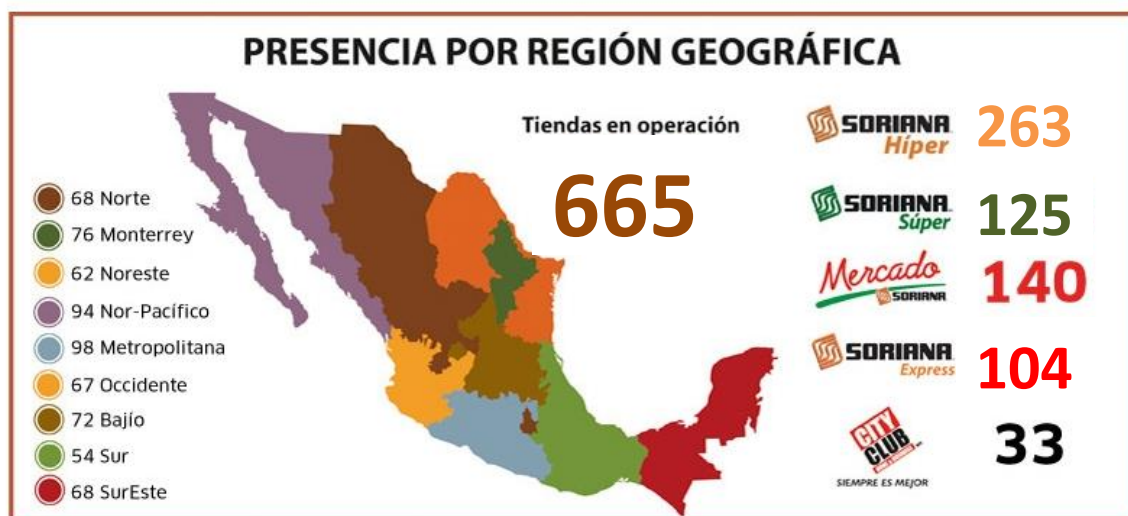 PRESENCIA POR REGIÓN GEOGRÁFICA
Tiendas en operación
665
68 Norte
76 Monterrey
62 Noreste
94 Nor-Pacífico
98 Metropolitana
67 Occidente
72 Bajío
54 Sur
68 SurEste
SORIANA
Híper
263
SORIANA
Súper
125
Mercado
SORIANA
140
SORIANA
Express
104
CITY
CLUB
SIEMPRE ES MEJOR
33